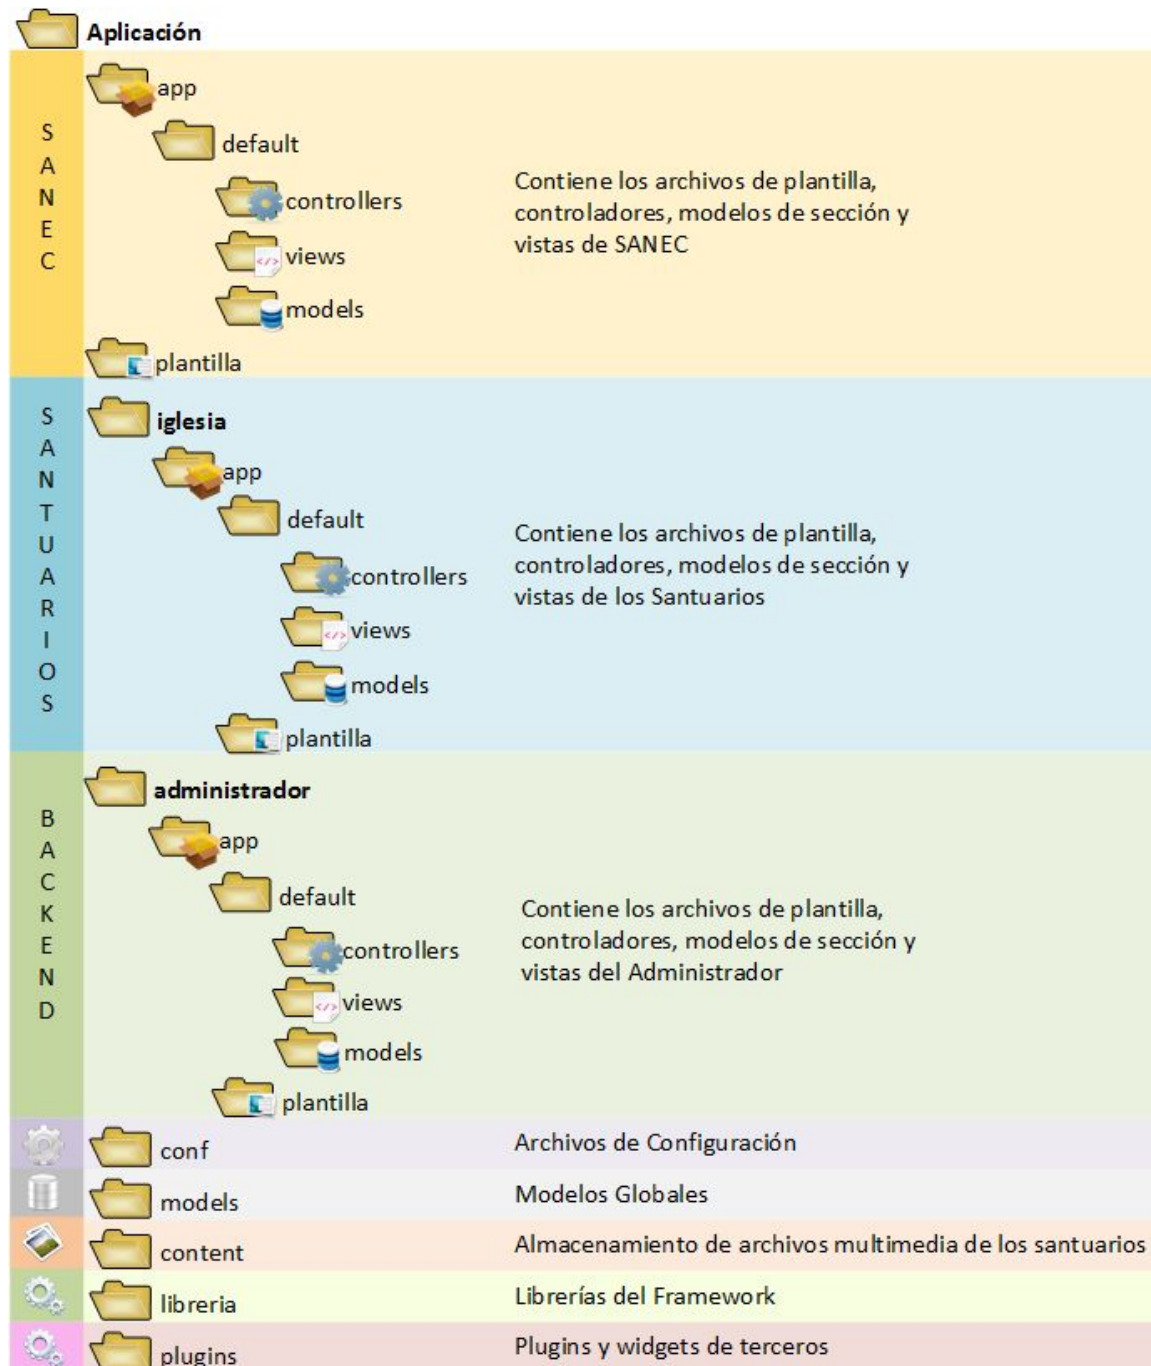 Aplicación
SANEC
app
default
controllers
views
models
plantilla
Contiene los archivos de plantilla,
controladores, modelos de sección y
vistas de SANEC
SANTUARIOS
iglesia
app
default
controllers
views
models
plantilla
Contiene los archivos de plantilla,
controladores, modelos de sección y
vistas de los Santuarios
BACKEND
administrador
app
default
controllers
views
models
plantilla
Contiene los archivos de plantilla,
controladores, modelos de sección y
vistas del Administrador
conf
Archivos de Configuración
models
Modelos Globales
content
Almacenamiento de archivos multimedia de los santuarios
libreria
Librerías del Framework
plugins
Plugins y widgets de terceros